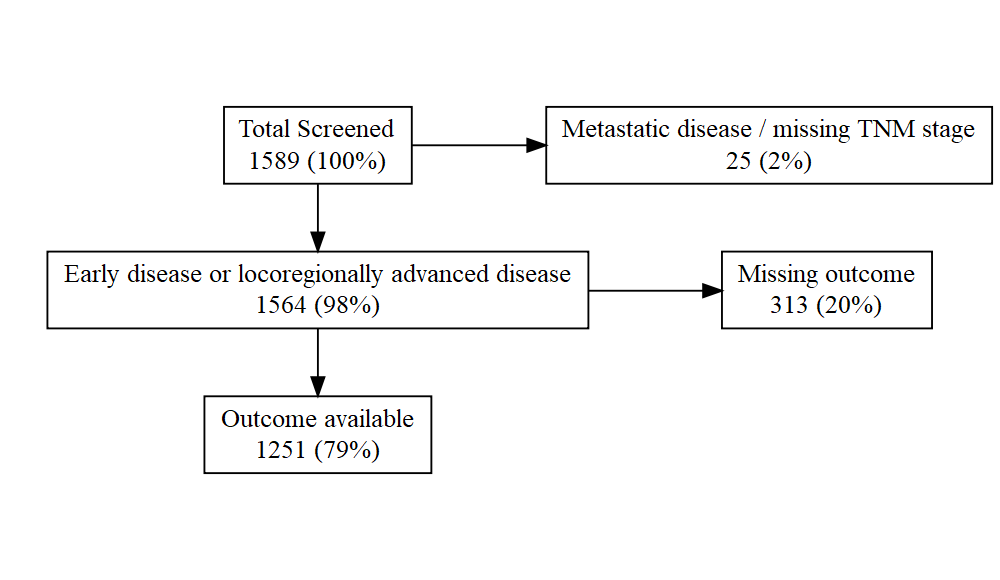 Total Screened
1589 (100%)
Metastatic disease / missing TNM stage
25 (2%)
Early disease or locoregionally advanced disease
1564 (98%)
Missing outcome
313 (20%)
Outcome available
1251 (79%)